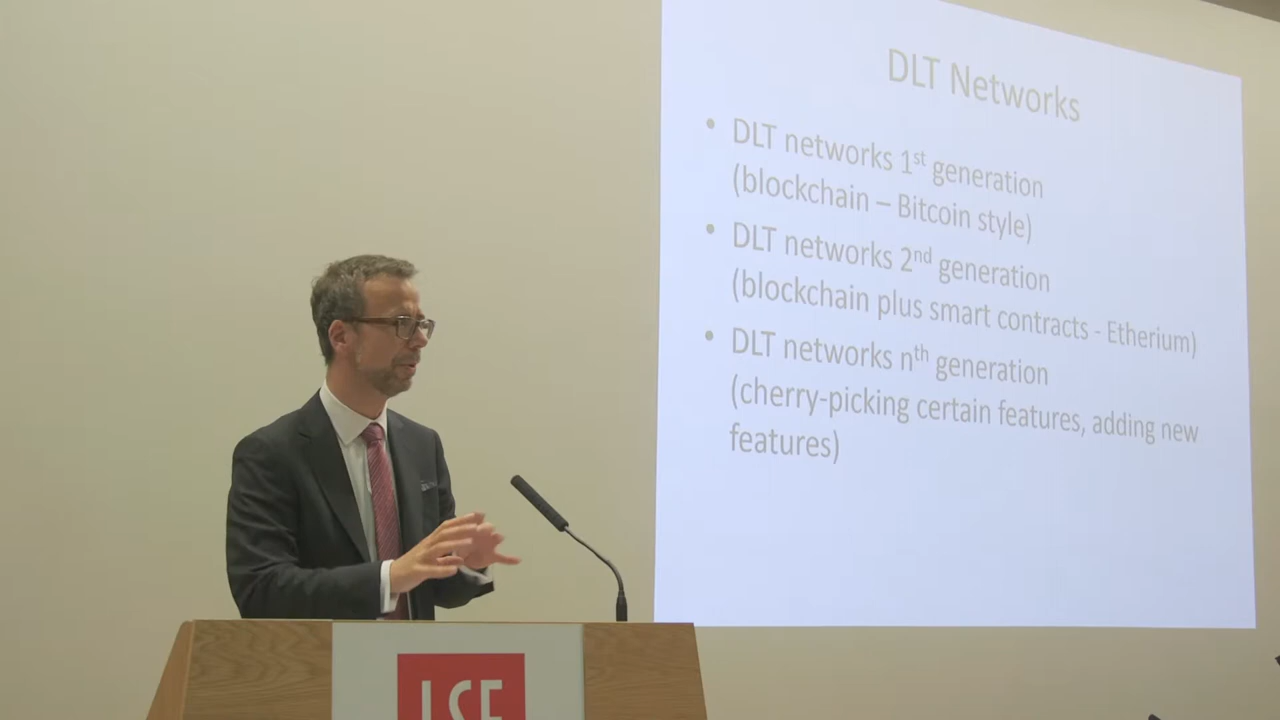 DLT Networks
• DLT networks 1st generation
(blockchain – Bitcoin style)
• DLT networks 2nd generation
(blockchain plus smart contracts - Etherium)
• DLT networks nth generation
(cherry-picking certain features, adding new
features)
LSE